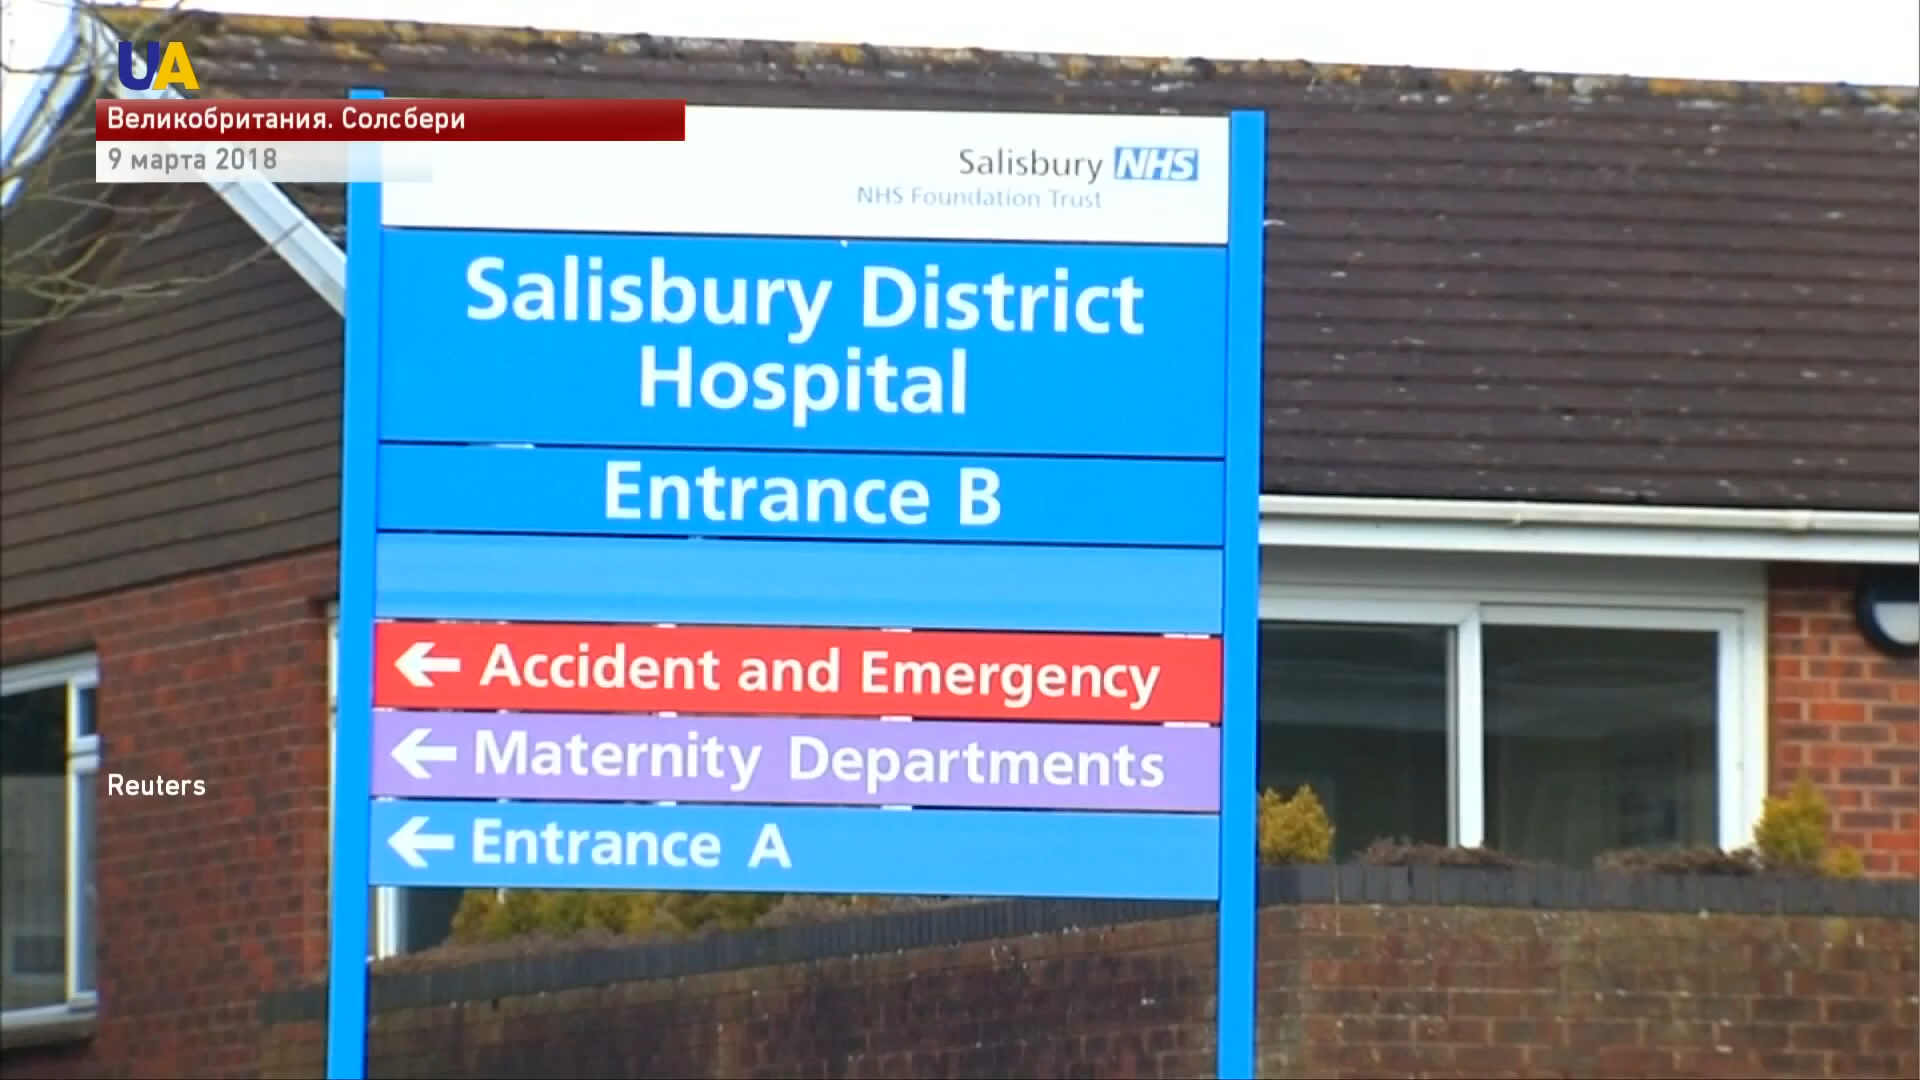 UA
Великобритания. Солсбери
9 марта 2018
Salisbury NHS
NHS Foundation Trust
Salisbury District
Hospital
Entrance B
Accident and Emergency
Maternity Departments
Entrance A
Reuters